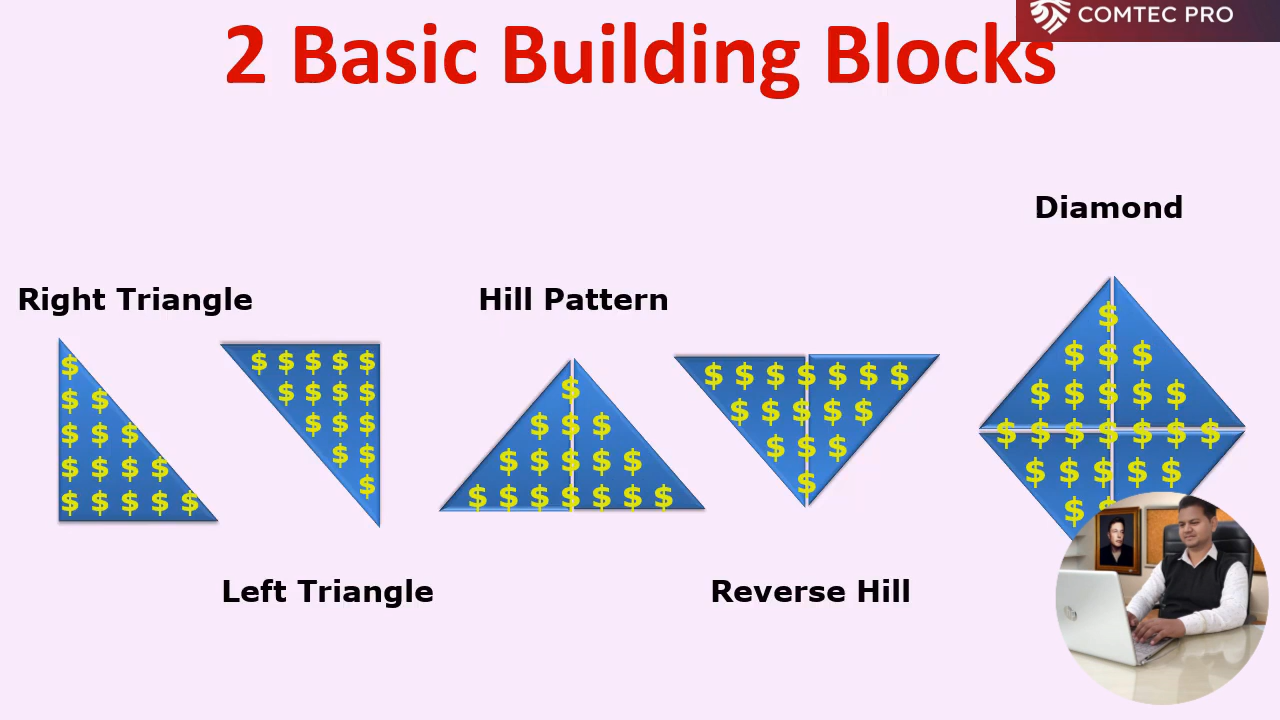 COMTEC PRO
2 Basic Building Blocks
Diamond
Right Triangle
Hill Pattern
$
$ $
$ $ $
$ $ $ $
$ $ $ $ $
$ $ $ $ $
$ $ $ $
$ $ $
$ $
$
$
$ $ $
$ $ $ $ $
$ $ $ $ $ $ $
$ $ $ $ $ $ $
$ $ $ $ $
$ $ $
$
$
$ $ $
$ $ $ $ $
$ $ $ $ $ $ $
$ $ $ $ $
$ $
Left Triangle
Reverse Hill